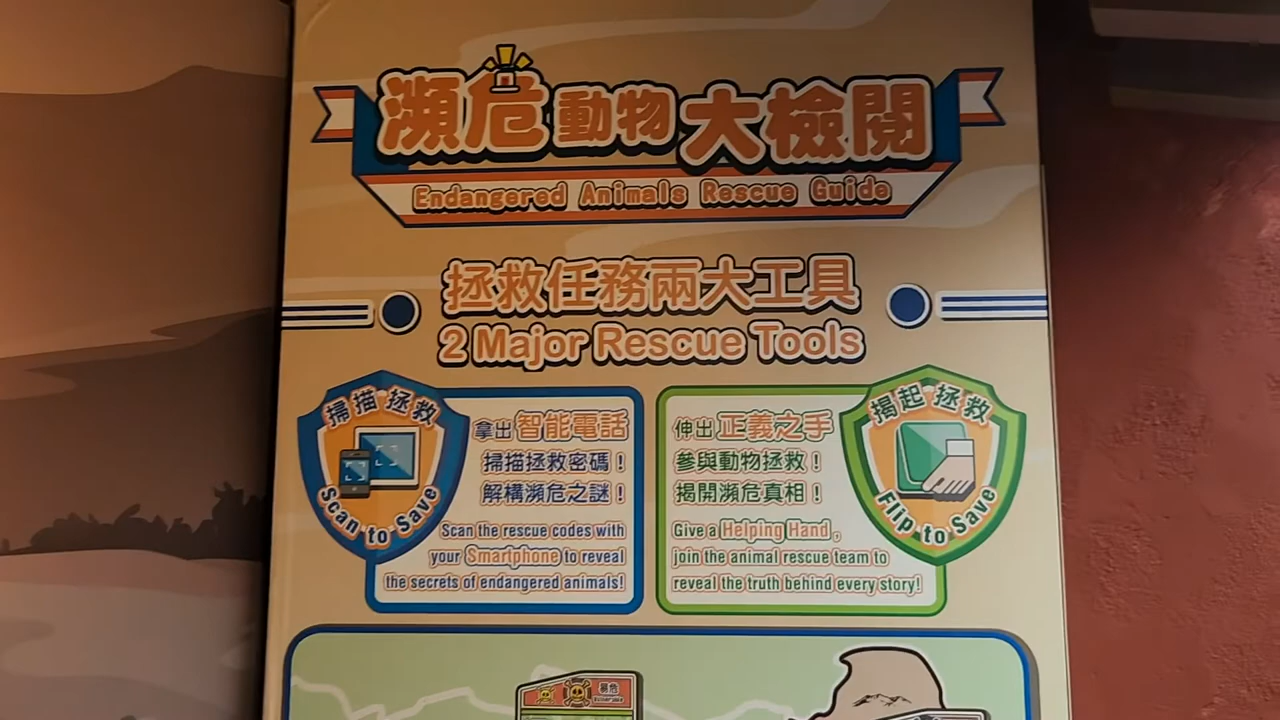 瀕危動物大檢閱
Endangered Animals Rescue Guide
拯救任務兩大工具
2 Major Rescue Tools
掃描拯救
Scan to Save
拿出智能電話
掃描拯救密碼！
解構瀕危之謎！
Scan the rescue codes with
your Smartphone to reveal
the secrets of endangered animals!
伸出正義之手
參與動物拯救！
揭開瀕危真相！
Give a Helping Hand,
join the animal rescue team to
reveal the truth behind every story!
揭起拯救
Flip to Save
易危